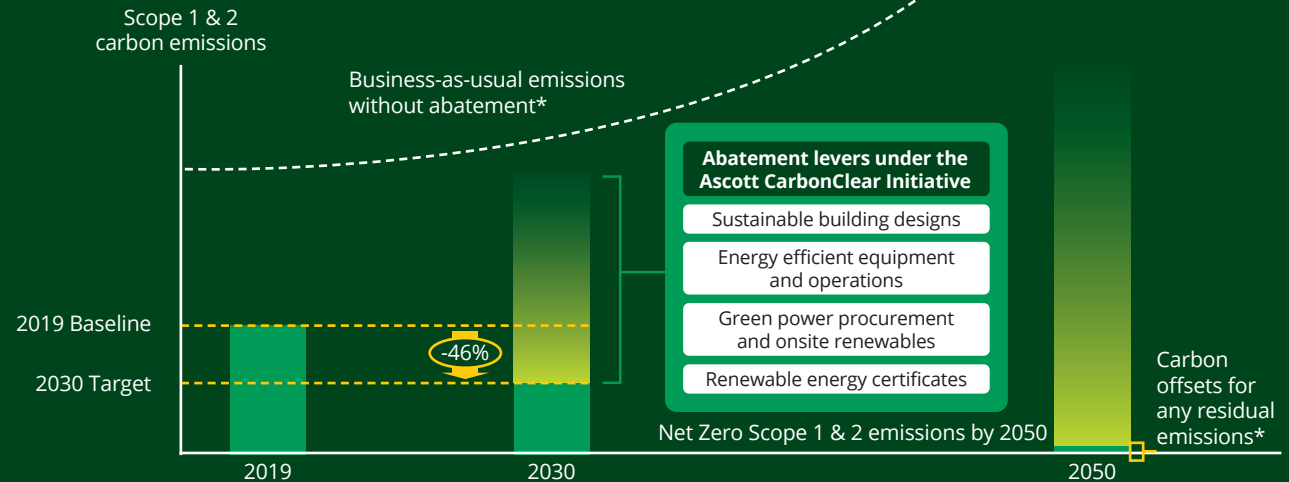 Scope 1 & 2
carbon emissions
Business-as-usual emissions
without abatement*
Abatement levers under the
Ascott CarbonClear Initiative
Sustainable building designs
Energy efficient equipment
and operations
Green power procurement
and onsite renewables
Renewable energy certificates
2019 Baseline
-46%
2030 Target
Net Zero Scope 1 & 2 emissions by 2050
Carbon
offsets for
any residual
emissions*
2019
2030
2050